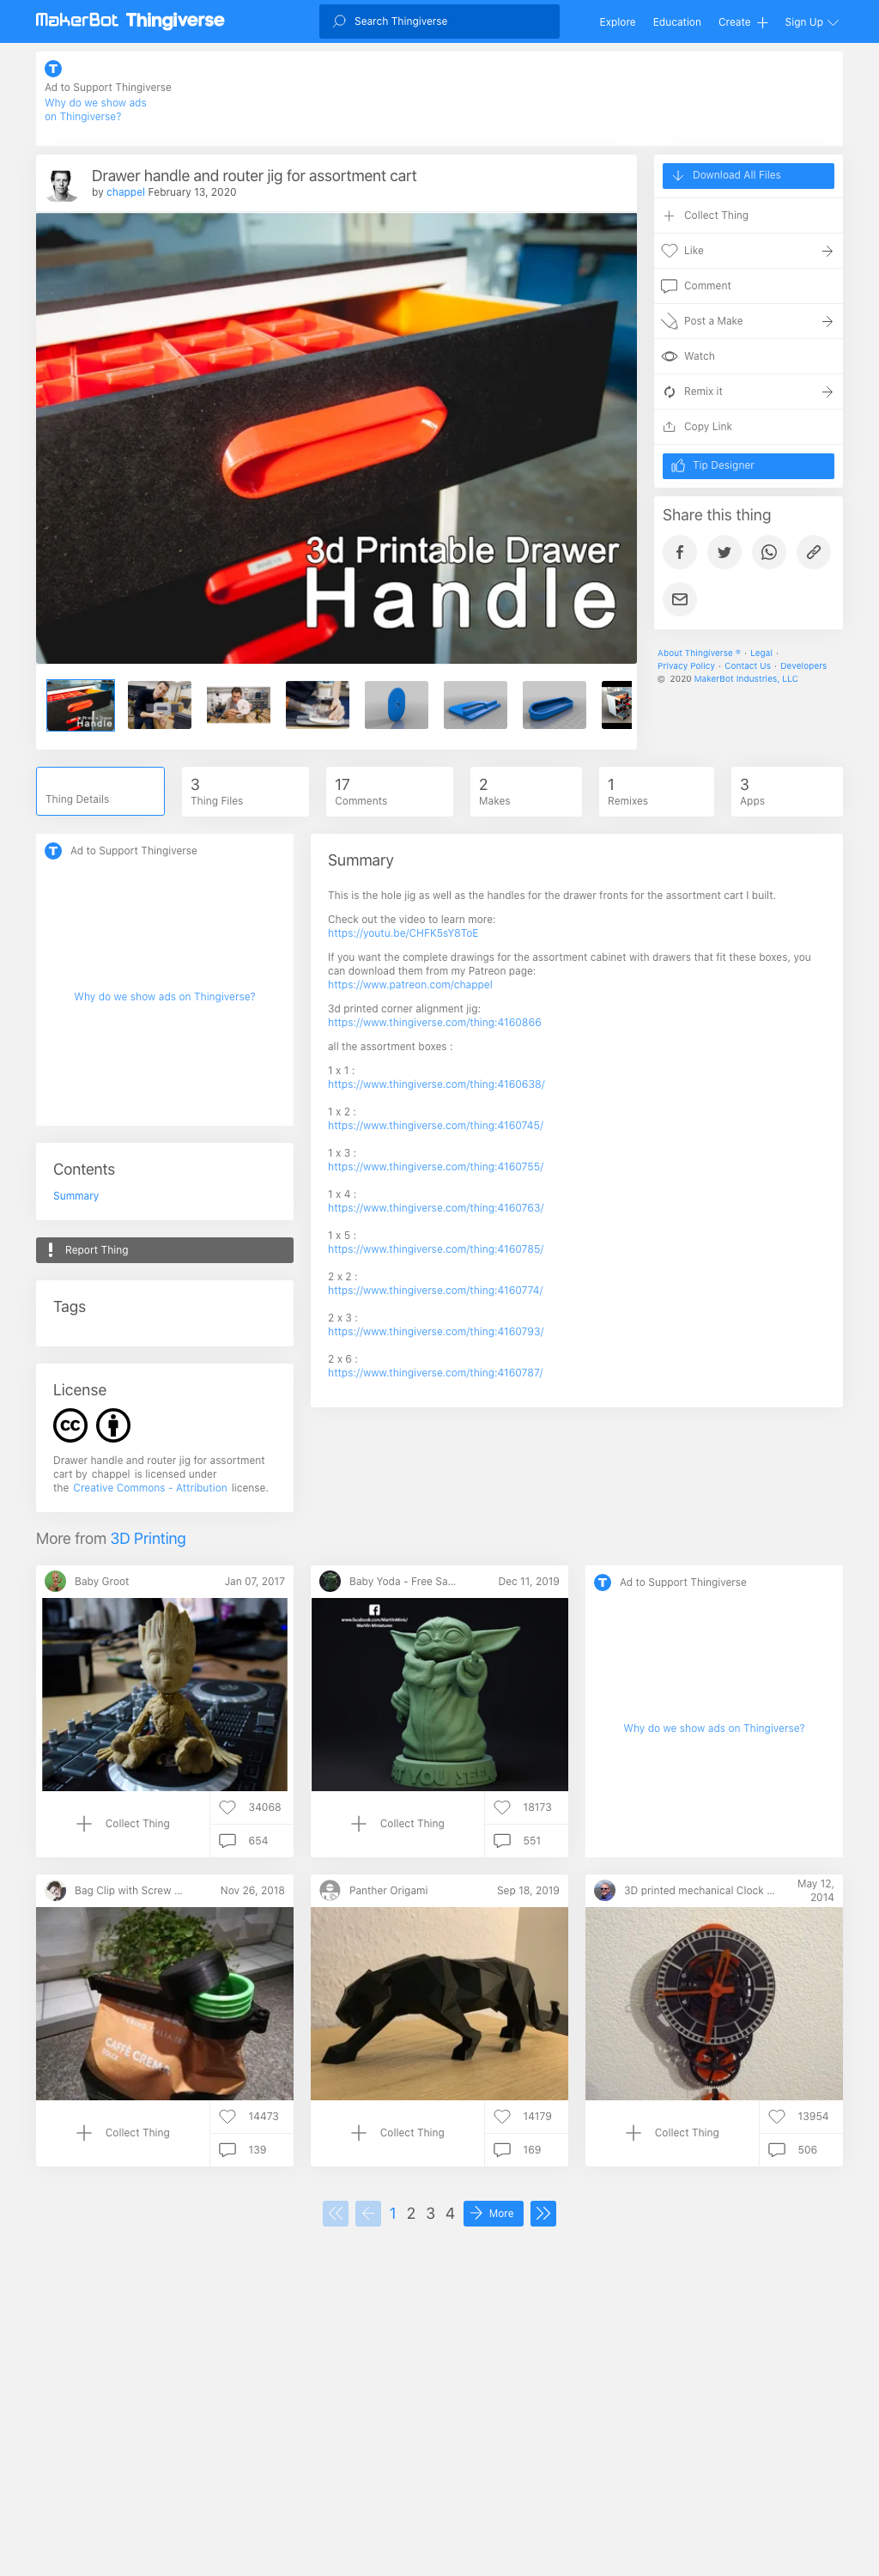 MakerBot Thingiverse
Search Thingiverse
Explore
Education
Create
Sign Up
Ad to Support Thingiverse
Why do we show ads
on Thingiverse?
Drawer handle and router jig for assortment cart
by chappel February 13, 2020
3d Printable Drawer
Handle
Download All Files
Collect Thing
Like
Comment
Post a Make
Watch
Remix it
Copy Link
Tip Designer
Share this thing
About Thingiverse ® · Legal ·
Privacy Policy · Contact Us · Developers
© 2020 MakerBot Industries, LLC
Thing Details
3
Thing Files
17
Comments
2
Makes
1
Remixes
3
Apps
Ad to Support Thingiverse
Why do we show ads on Thingiverse?
Contents
Summary
Report Thing
Tags
License
cc
Drawer handle and router jig for assortment
cart by chappel is licensed under
the Creative Commons - Attribution license.
Summary
This is the hole jig as well as the handles for the drawer fronts for the assortment cart I built.
Check out the video to learn more:
https://youtu.be/CHFK5sY8ToE
If you want the complete drawings for the assortment cabinet with drawers that fit these boxes, you
can download them from my Patreon page:
https://www.patreon.com/chappel
3d printed corner alignment jig:
https://www.thingiverse.com/thing:4160866
all the assortment boxes :
1 x 1 :
https://www.thingiverse.com/thing:4160638/
1 x 2 :
https://www.thingiverse.com/thing:4160745/
1 x 3 :
https://www.thingiverse.com/thing:4160755/
1 x 4 :
https://www.thingiverse.com/thing:4160763/
1 x 5 :
https://www.thingiverse.com/thing:4160785/
2 x 2 :
https://www.thingiverse.com/thing:4160774/
2 x 3 :
https://www.thingiverse.com/thing:4160793/
2 x 6 :
https://www.thingiverse.com/thing:4160787/
More from 3D Printing
Baby Groot
Jan 07, 2017
Collect Thing
34068
654
Baby Yoda - Free Sa...
Dec 11, 2019
YOU SEEK
Collect Thing
18173
551
Ad to Support Thingiverse
Why do we show ads on Thingiverse?
Bag Clip with Screw ...
Nov 26, 2018
CAFFÈ CREMA
Collect Thing
14473
139
Panther Origami
Sep 18, 2019
Collect Thing
14179
169
3D printed mechanical Clock ...
May 12,
2014
Collect Thing
13954
506
1 2 3 4
More